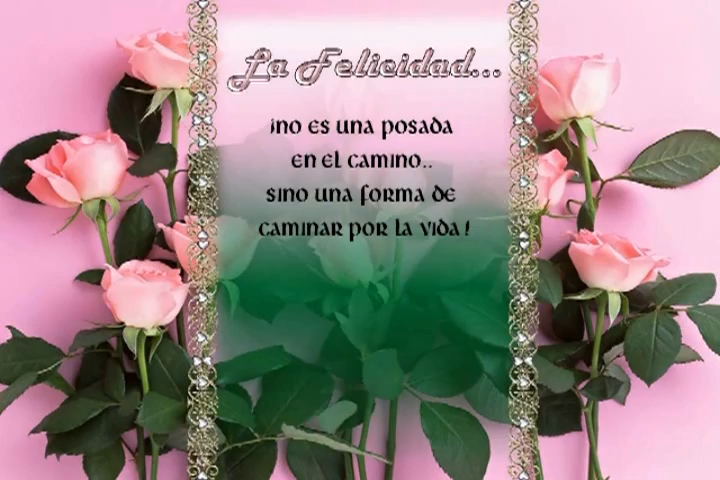 La Felicidad...
¡no es una posada
en el camino..
sino una forma de
caminar por la vida!